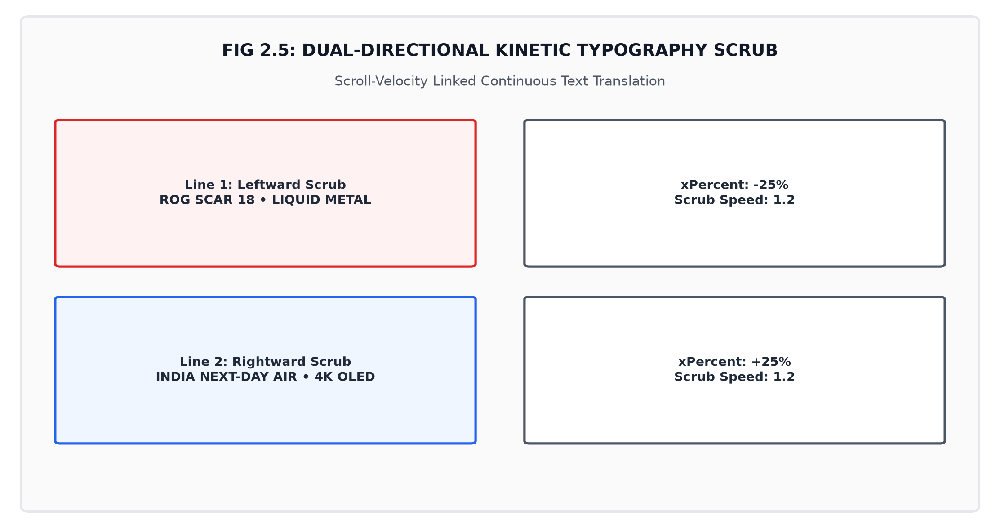 FIG 2.5: DUAL-DIRECTIONAL KINETIC TYPOGRAPHY SCRUB
Scroll-Velocity Linked Continuous Text Translation
Line 1: Leftward Scrub
ROG SCAR 18 • LIQUID METAL
xPercent: -25%
Scrub Speed: 1.2
Line 2: Rightward Scrub
INDIA NEXT-DAY AIR • 4K OLED
xPercent: +25%
Scrub Speed: 1.2